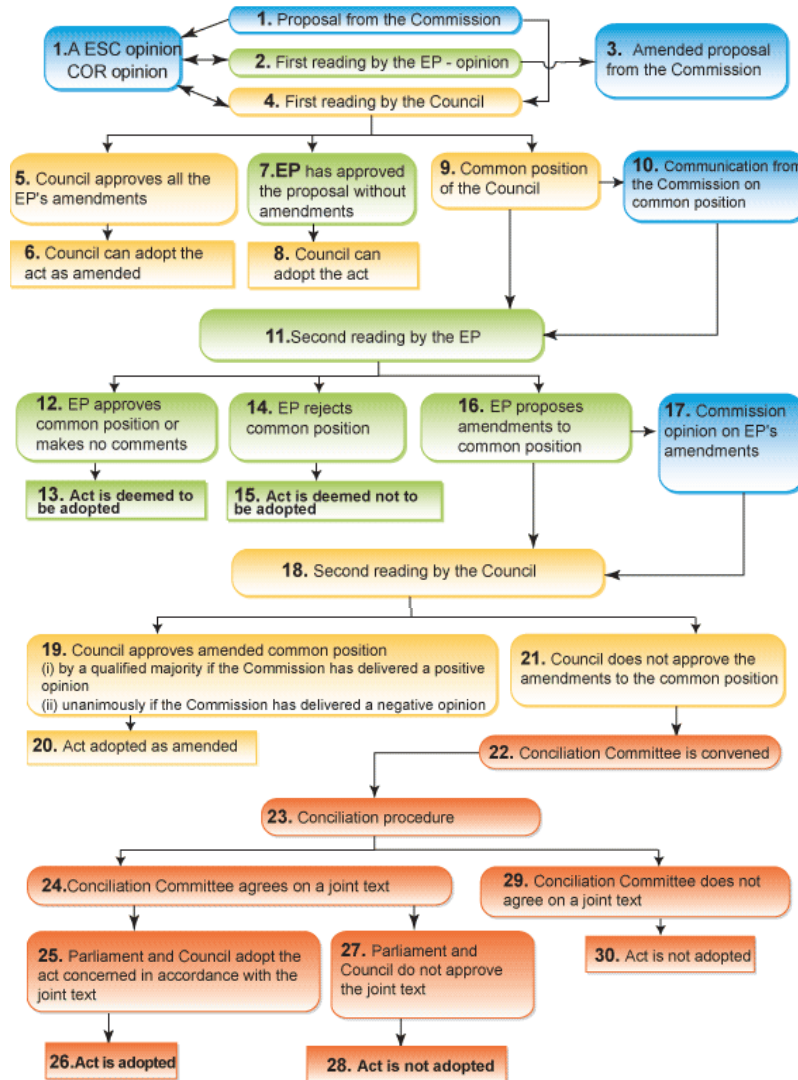 1. Proposal from the Commission
1.A ESC opinion
COR opinion
2. First reading by the EP - opinion
3. Amended proposal
from the Commission
4. First reading by the Council
5. Council approves all the
EP's amendments
6. Council can adopt the
act as amended
7.EP has approved
the proposal without
amendments
8. Council can
adopt the act
9. Common position
of the Council
10. Communication from
the Commission on
common position
11.Second reading by the EP
12. EP approves
common position or
makes no comments
13. Act is deemed to
be adopted
14. EP rejects
common position
15. Act is deemed not to
be adopted
16. EP proposes
amendments to
common position
17. Commission
opinion on EP's
amendments
18. Second reading by the Council
19. Council approves amended common position
(i) by a qualified majority if the Commission has delivered a positive
opinion
(ii) unanimously if the Commission has delivered a negative opinion
20. Act adopted as amended
21. Council does not approve the
amendments to the common position
22. Conciliation Committee is convened
23. Conciliation procedure
24.Conciliation Committee agrees on a joint text
25. Parliament and Council adopt the
act concerned in accordance with the
joint text
26.Act is adopted
27. Parliament and
Council do not approve
the joint text
28. Act is not adopted
29. Conciliation Committee does not
agree on a joint text
30. Act is not adopted